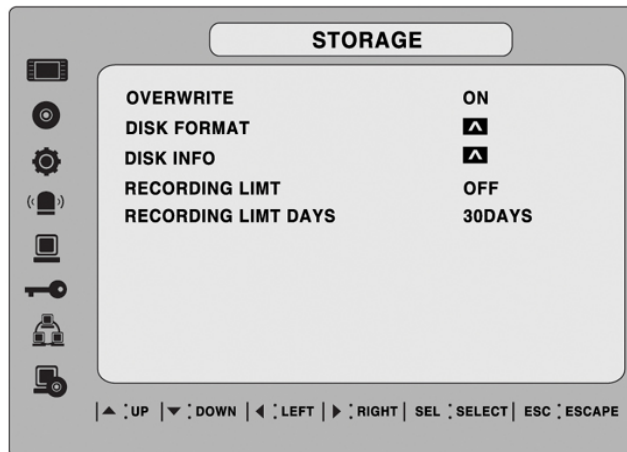 STORAGE
OVERWRITE ON
DISK FORMAT
DISK INFO
RECORDING LIMT OFF
RECORDING LIMT DAYS 30DAYS
▲ : UP | ▼ : DOWN | ◀ : LEFT | ▶ : RIGHT | SEL : SELECT | ESC : ESCAPE